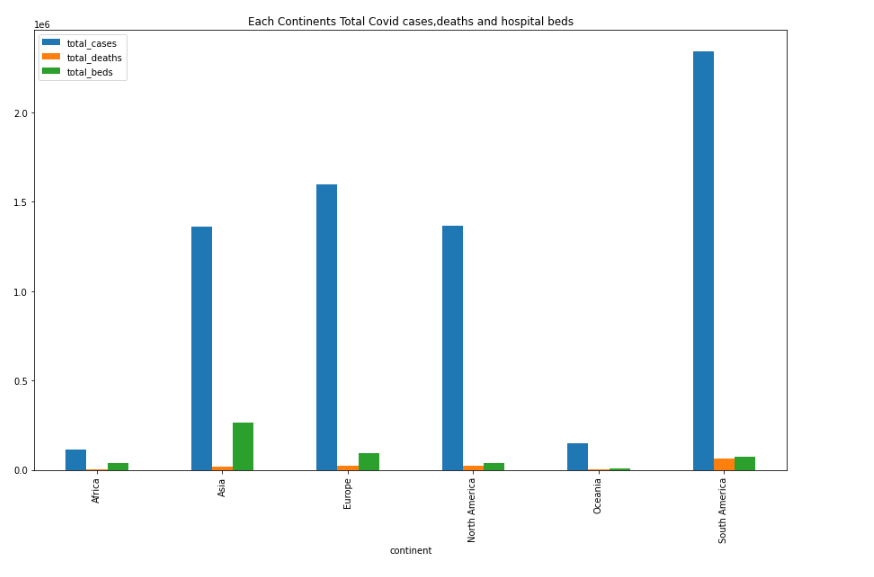 Each Continents Total Covid cases,deaths and hospital beds
1e6
total_cases
total_deaths
total_beds
2.0
1.5
1.0
0.5
0.0
Africa
Asia
Europe
North America
Oceania
South America
continent